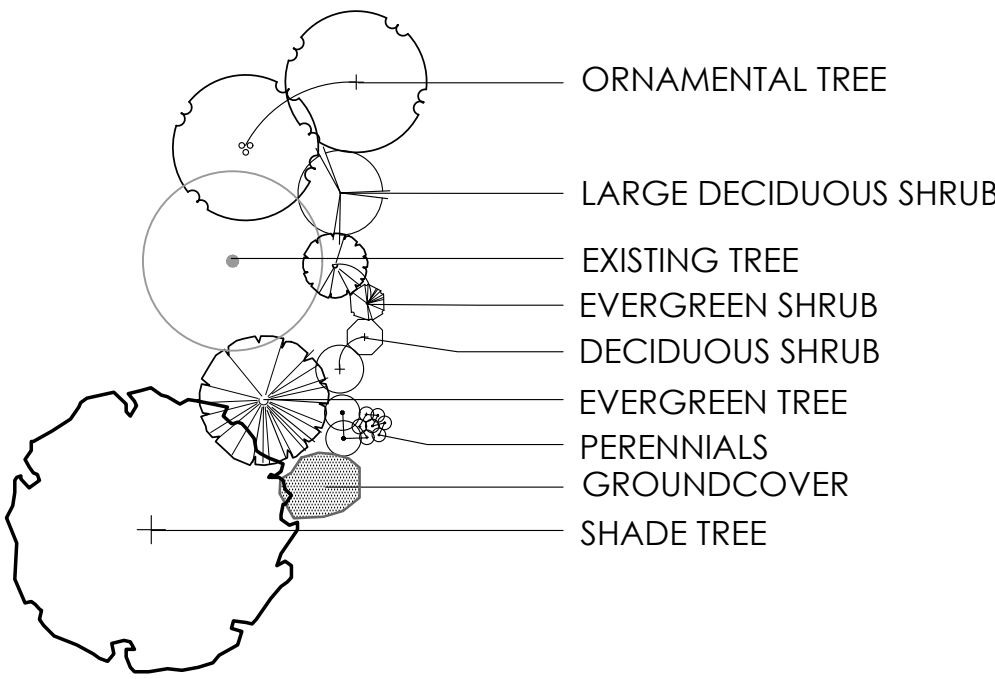 ORNAMENTAL TREE
LARGE DECIDUOUS SHRUB
EXISTING TREE
EVERGREEN SHRUB
DECIDUOUS SHRUB
EVERGREEN TREE
PERENNIALS
GROUNDCOVER
SHADE TREE